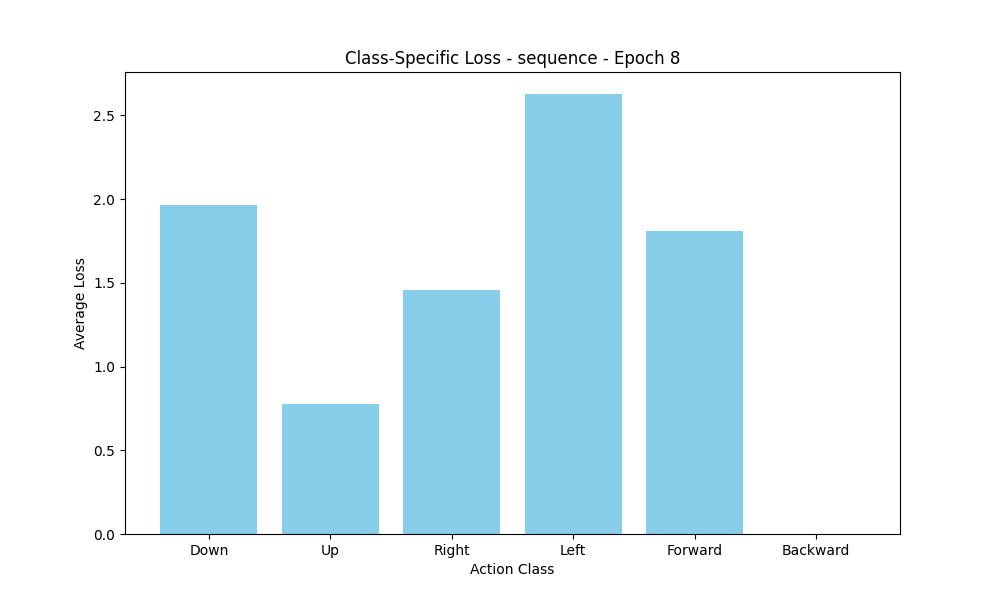 Class-Specific Loss - sequence - Epoch 8
2.5
2.0
1.5
1.0
0.5
0.0
Average Loss
Down Up Right Left Forward Backward
Action Class